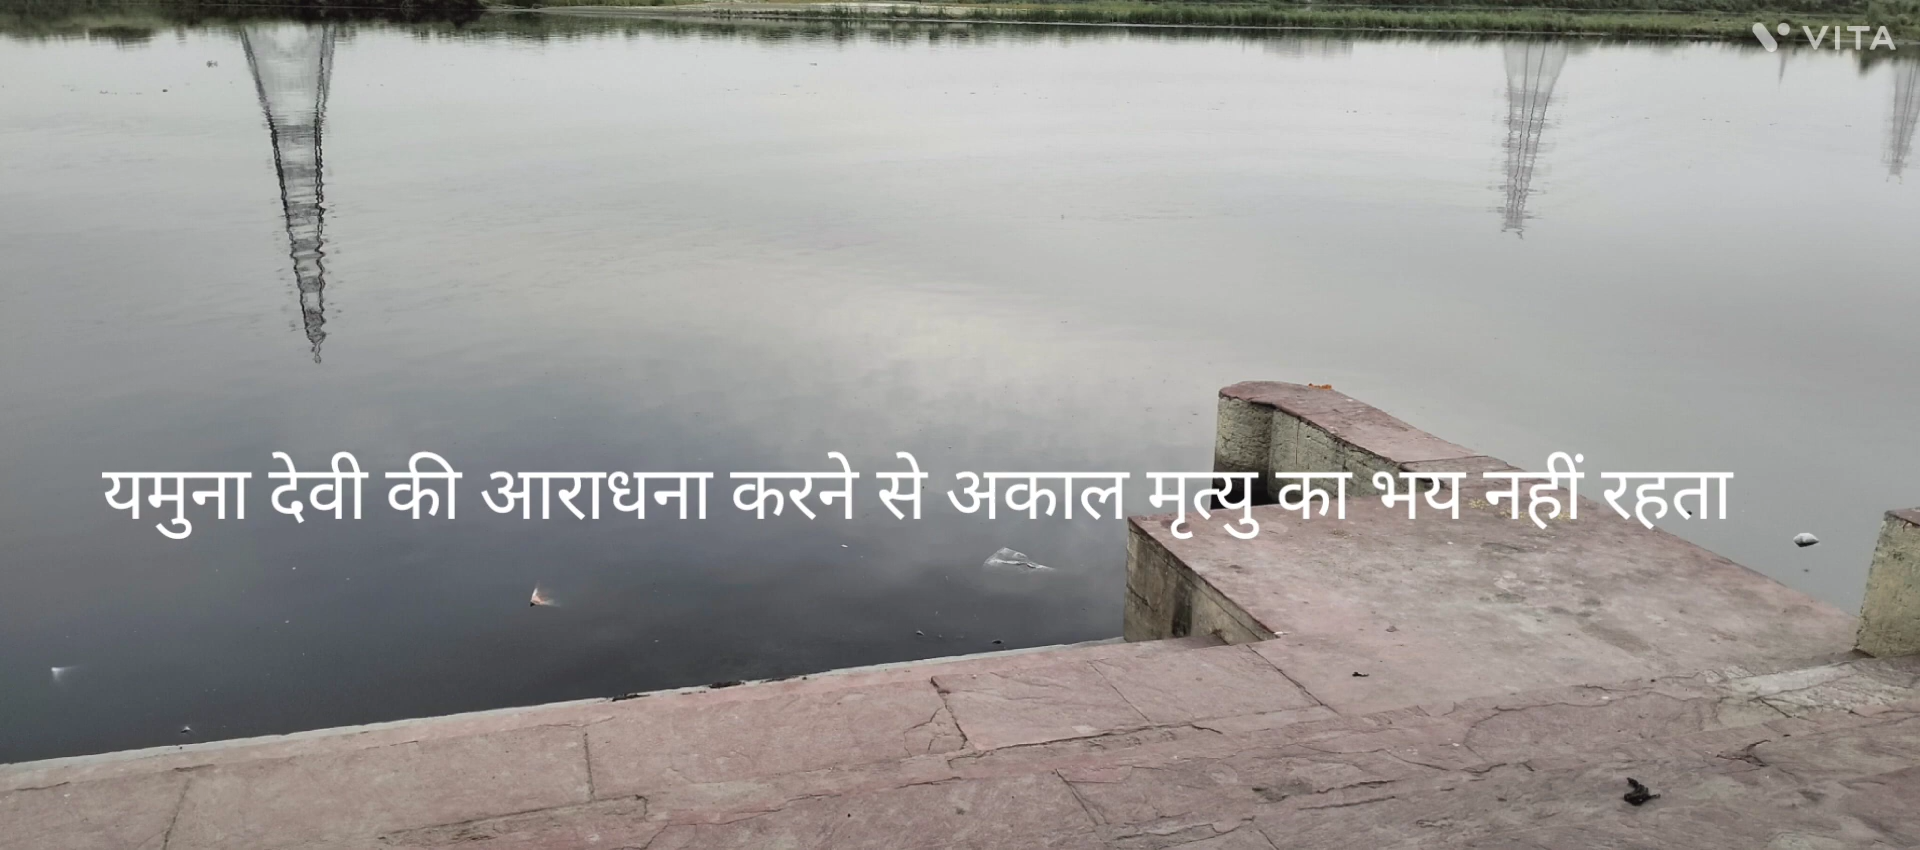 VITA
यमुना देवी की आराधना करने से अकाल मृत्यु का भय नहीं रहता